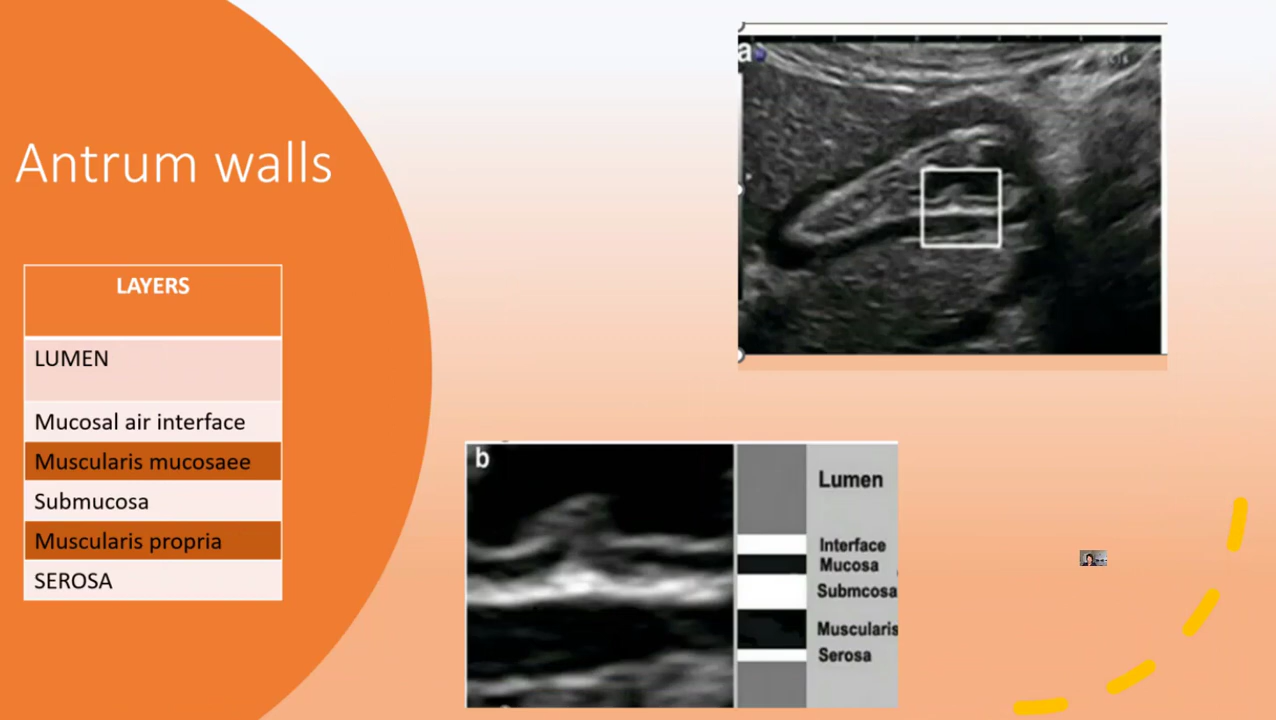 Antrum walls
LAYERS
LUMEN
Mucosal air interface
Muscularis mucosaee
Submucosa
Muscularis propria
SEROSA
a
b
Lumen
Interface
Mucosa
Submcosa
Muscularis
Serosa